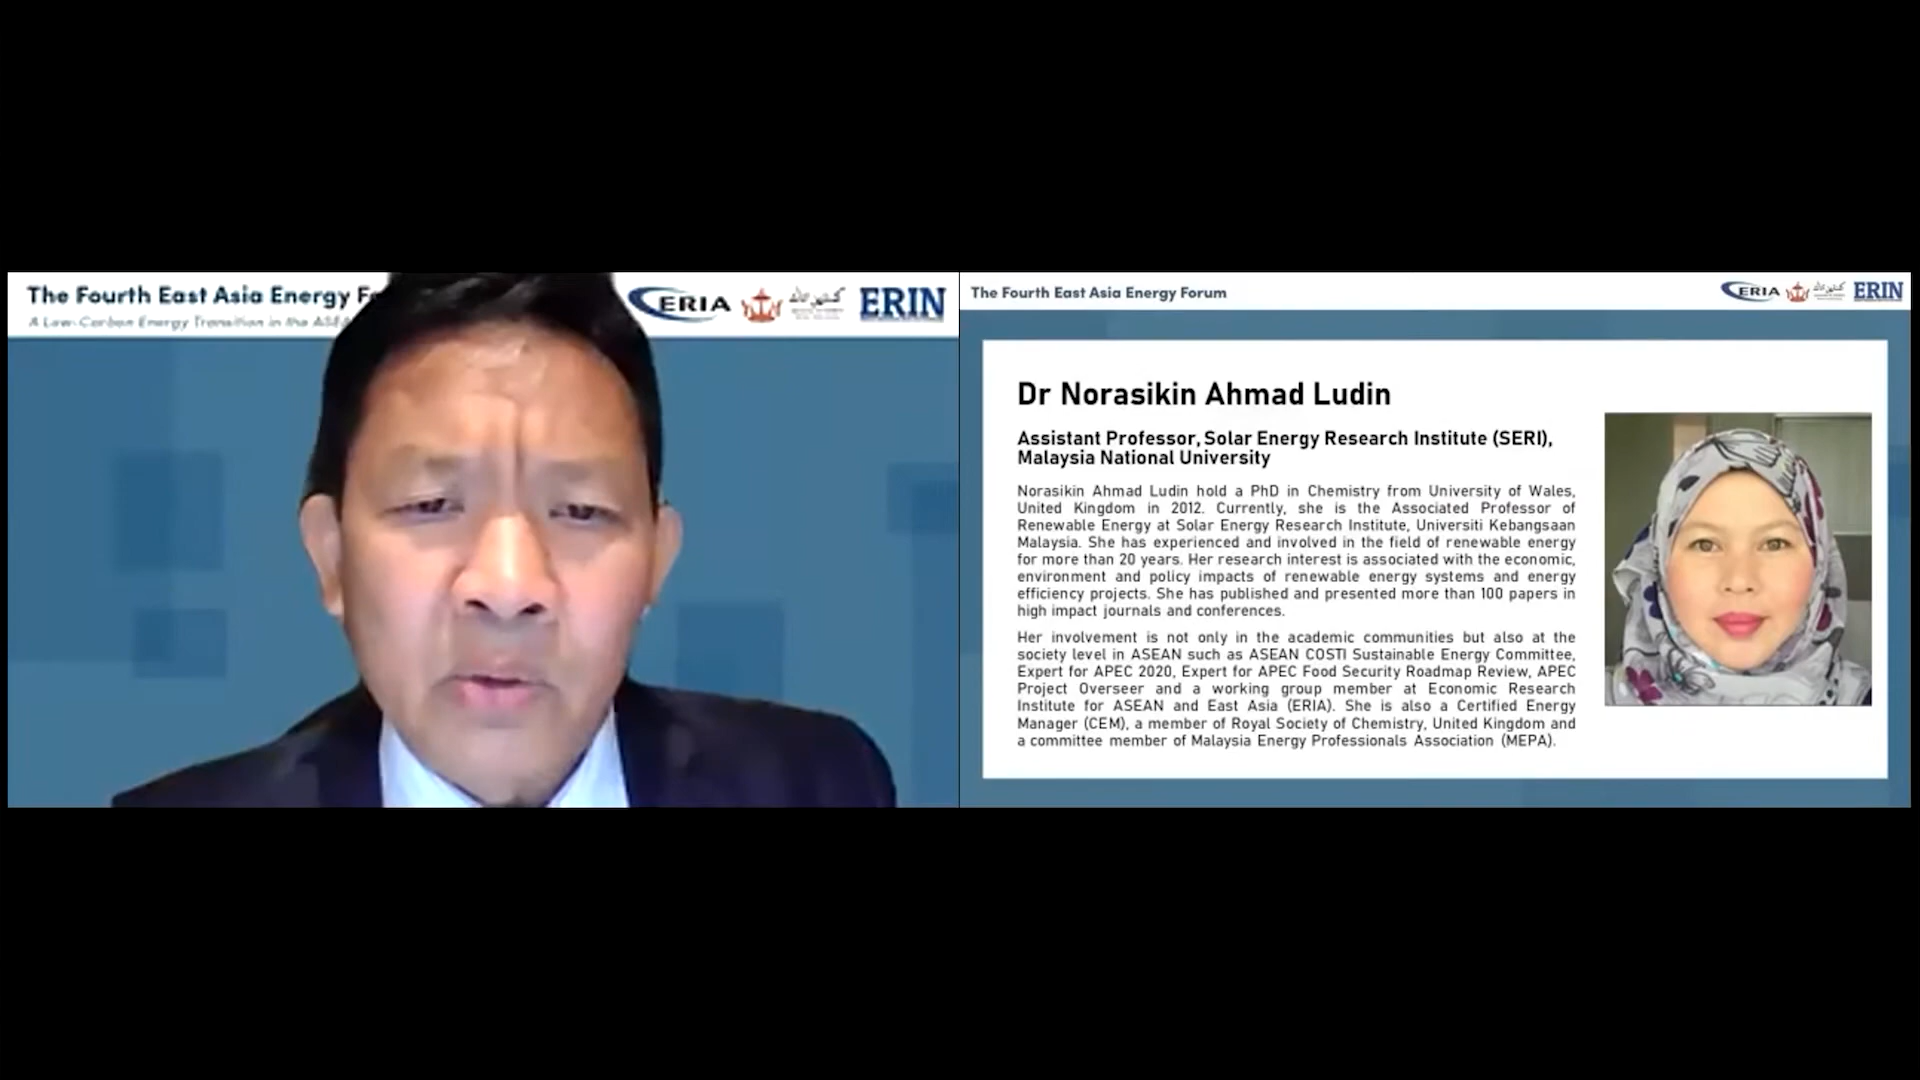 The Fourth East Asia Energy F
A Low-Carbon Energy Transition in the ASEA
ERIA
ERIN
The Fourth East Asia Energy Forum
ERIA
ERIN
Dr Norasikin Ahmad Ludin
Assistant Professor, Solar Energy Research Institute (SERI),
Malaysia National University
Norasikin Ahmad Ludin hold a PhD in Chemistry from University of Wales,
United Kingdom in 2012. Currently, she is the Associated Professor of
Renewable Energy at Solar Energy Research Institute, Universiti Kebangsaan
Malaysia. She has experienced and involved in the field of renewable energy
for more than 20 years. Her research interest is associated with the economic,
environment and policy impacts of renewable energy systems and energy
efficiency projects. She has published and presented more than 100 papers in
high impact journals and conferences.
Her involvement is not only in the academic communities but also at the
society level in ASEAN such as ASEAN COSTI Sustainable Energy Committee,
Expert for APEC 2020, Expert for APEC Food Security Roadmap Review, APEC
Project Overseer and a working group member at Economic Research
Institute for ASEAN and East Asia (ERIA). She is also a Certified Energy
Manager (CEM), a member of Royal Society of Chemistry, United Kingdom and
a committee member of Malaysia Energy Professionals Association (MEPA).